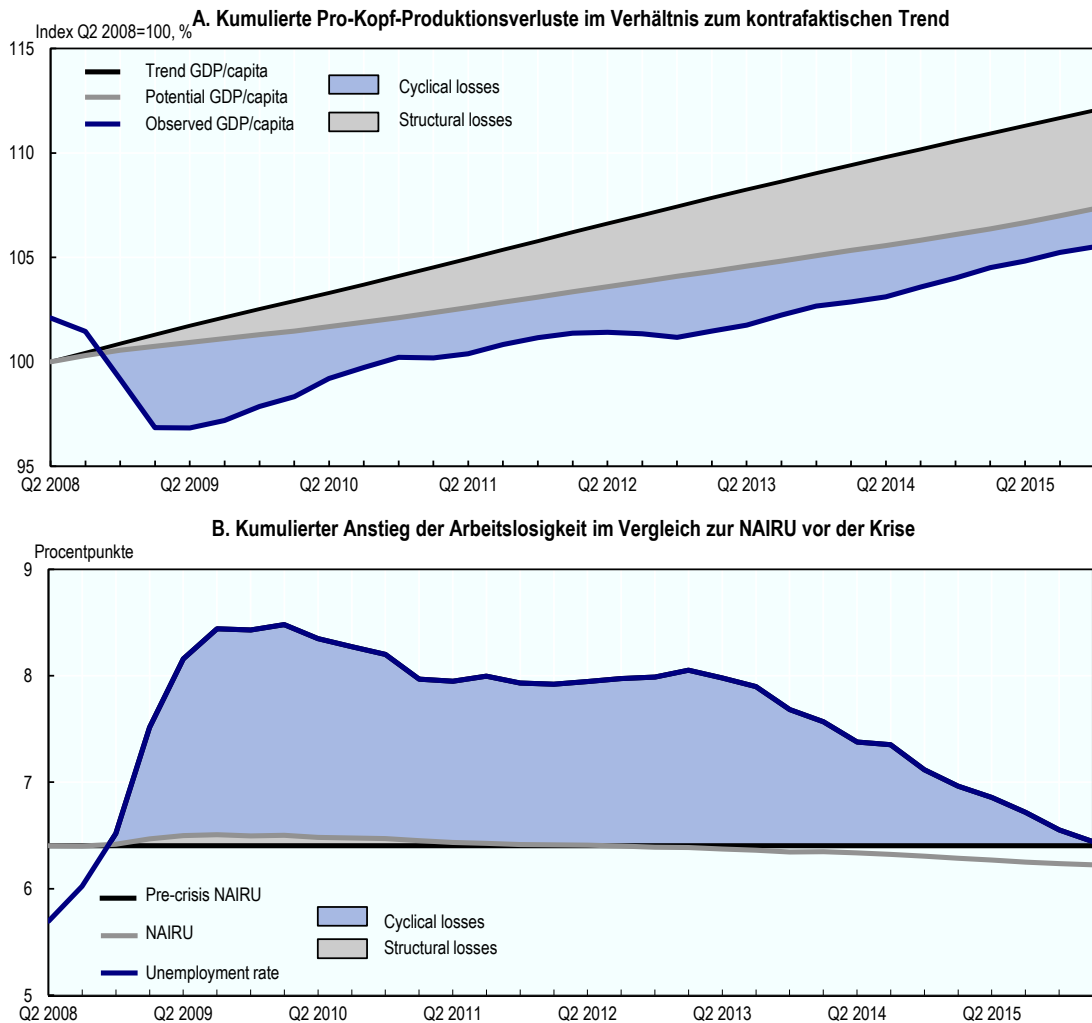 A. Kumulierte Pro-Kopf-Produktionsverluste im Verhältnis zum kontrafaktischen Trend
Index Q2 2008=100, %
115
Trend GDP/capita
Potential GDP/capita
Observed GDP/capita
Cyclical losses
Structural losses
110
105
100
95
Q2 2008 Q2 2009 Q2 2010 Q2 2011 Q2 2012 Q2 2013 Q2 2014 Q2 2015
B. Kumulierter Anstieg der Arbeitslosigkeit im Vergleich zur NAIRU vor der Krise
Procentpunkte
9
8
7
6
Pre-crisis NAIRU
NAIRU
Unemployment rate
Cyclical losses
Structural losses
5
Q2 2008 Q2 2009 Q2 2010 Q2 2011 Q2 2012 Q2 2013 Q2 2014 Q2 2015